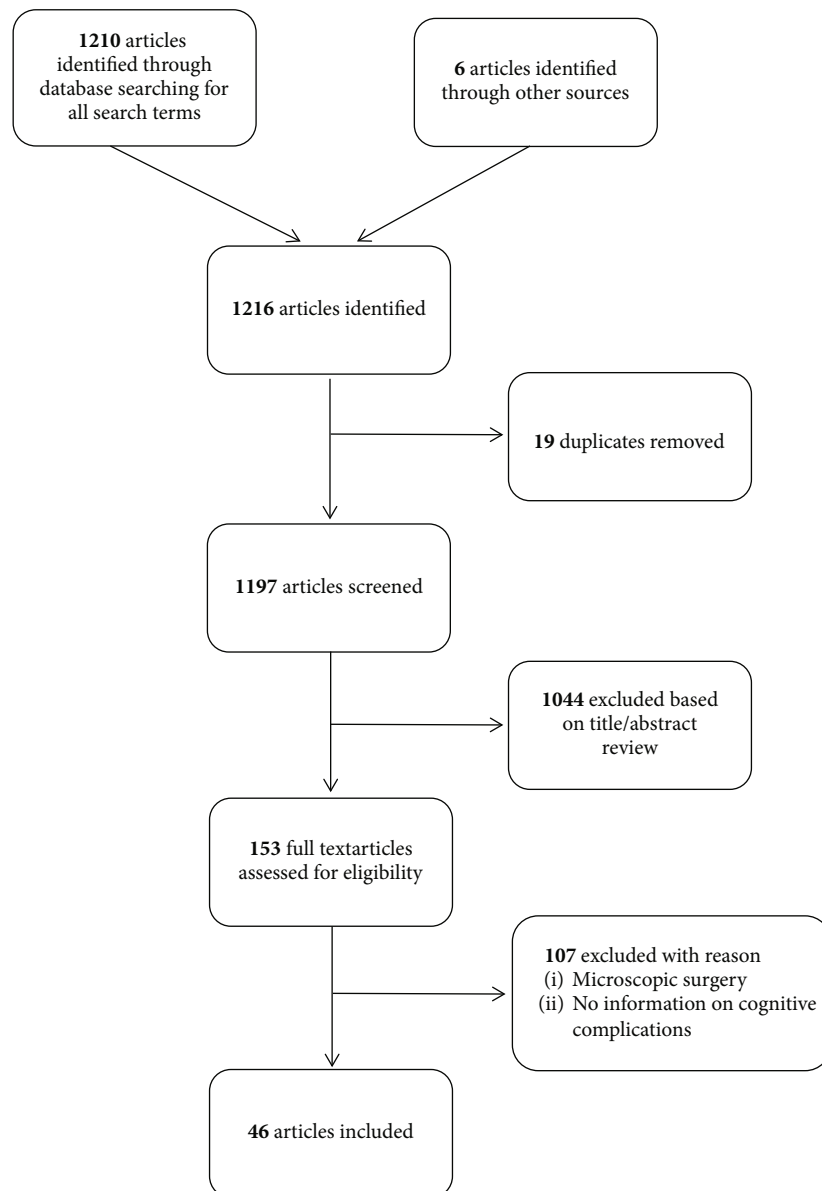 1210 articles
identified through
database searching for
all search terms
6 articles identified
through other sources
1216 articles identified
19 duplicates removed
1197 articles screened
1044 excluded based
on title/abstract
review
153 full textarticles
assessed for eligibility
107 excluded with reason
(i) Microscopic surgery
(ii) No information on cognitive
complications
46 articles included